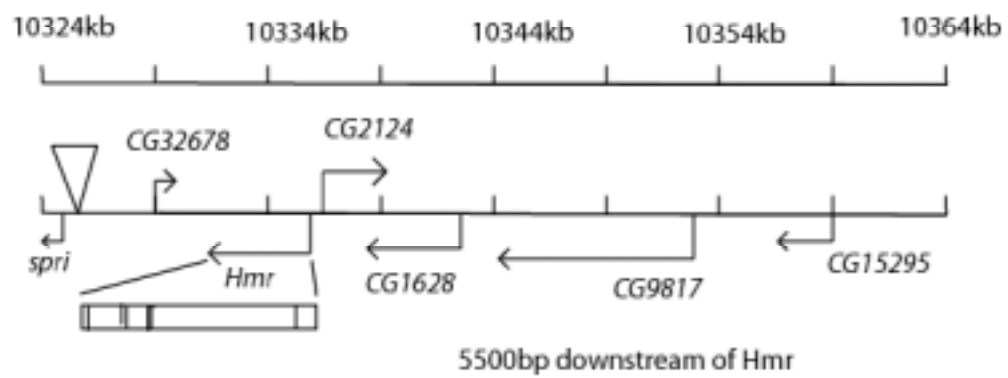 10324kb 10334kb 10344kb 10354kb 10364kb
CG32678 CG2124
spri Hmr CG1628 CG9817 CG15295
5500bp downstream of Hmr